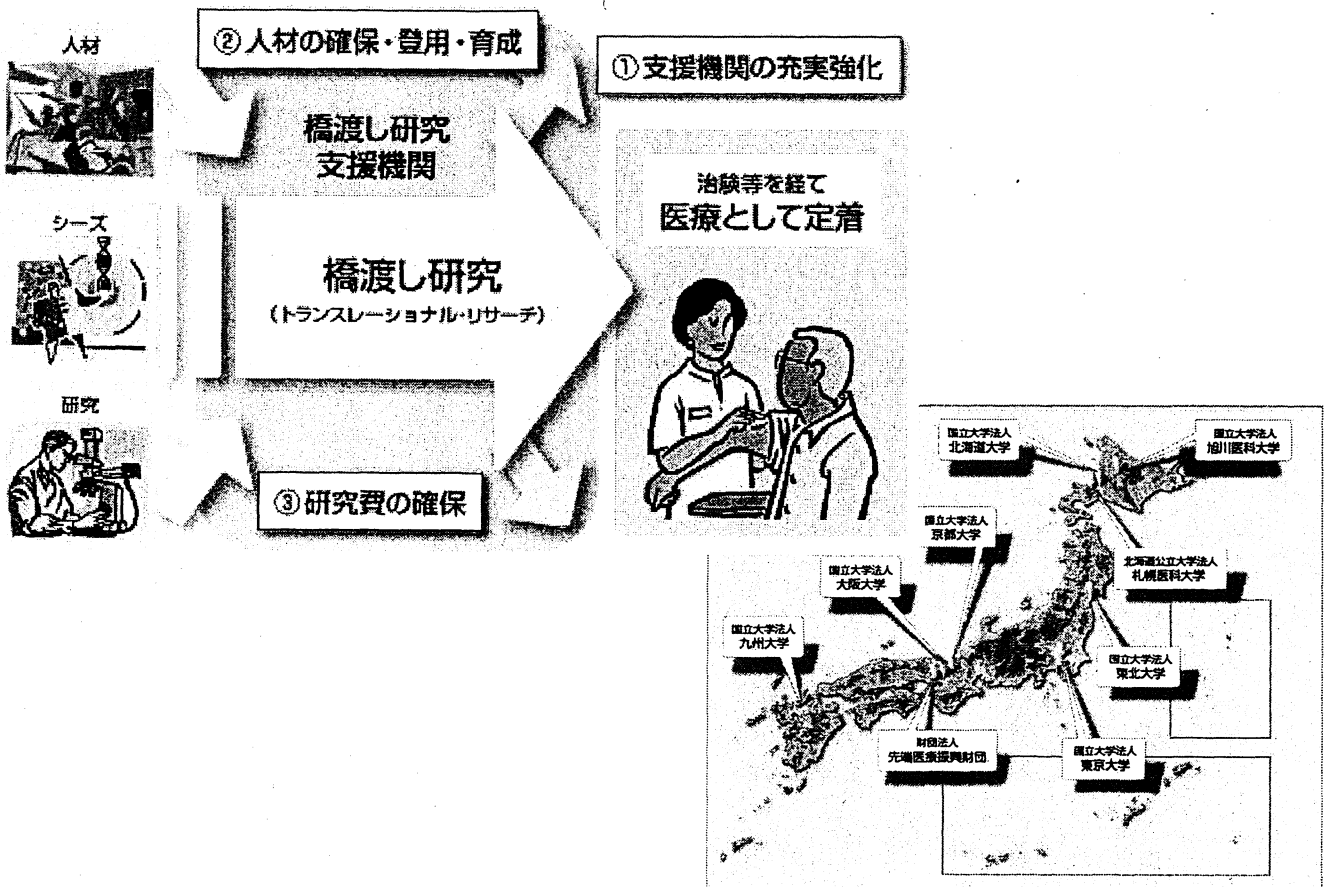 人材
②人材の確保・登用・育成
①支援機関の充実強化
橋渡し研究
支援機関
治験等を経て
医療として定着
シーズ
橋渡し研究
(トランスレーショナル・リサーチ)
研究
③研究費の確保
国立大学法人
北海道大学
国立大学法人
旭川医科大学
国立大学法人
京都大学
北海道公立大学法人
札幌医科大学
国立大学法人
大阪大学
国立大学法人
九州大学
国立大学法人
東北大学
財団法人
先端医療振興財団
国立大学法人
東京大学